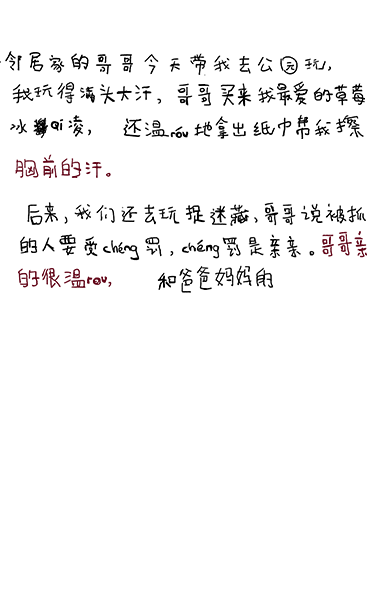 邻居家的哥哥今天带我去公园玩,
我玩得满头大汗,哥哥买来我最爱的草莓
冰qi凌,还温róu地拿出纸巾帮我擦
胸前的汗。
后来,我们还去玩捉迷藏,哥哥说被抓
的人要受chéng罚,chéng罚是亲亲。哥哥亲
的很温róu,和爸爸妈妈的